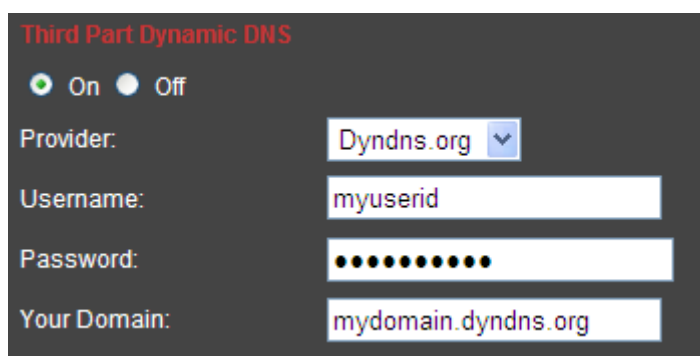 Third Part Dynamic DNS
On Off
Provider: Dyndns.org
Username: myuserid
Password: ●●●●●●●●●●
Your Domain: mydomain.dyndns.org